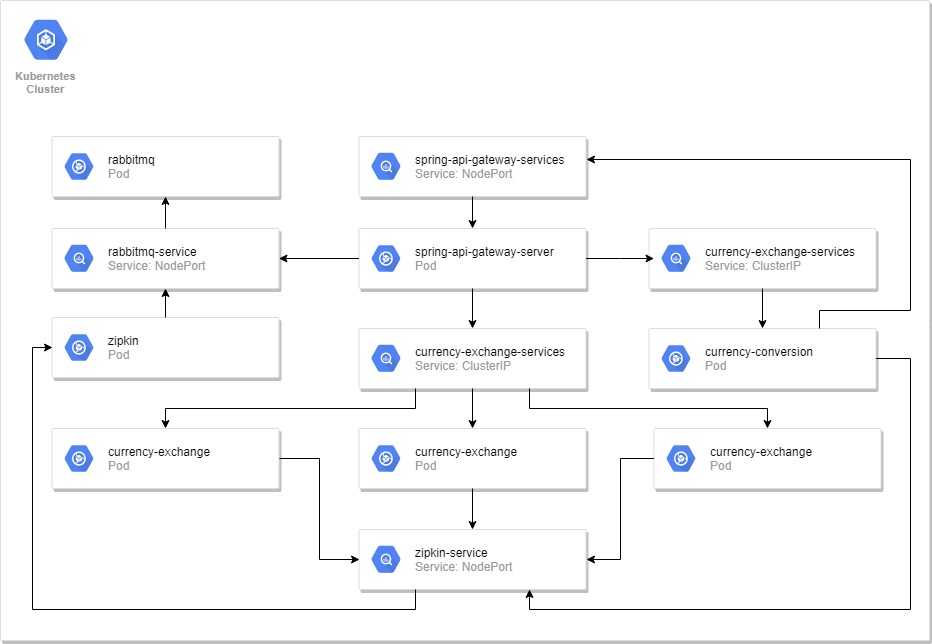 Kubernetes
Cluster
rabbitmq
Pod
spring-api-gateway-services
Service: NodePort
rabbitmq-service
Service: NodePort
spring-api-gateway-server
Pod
currency-exchange-services
Service: ClusterIP
zipkin
Pod
currency-exchange-services
Service: ClusterIP
currency-conversion
Pod
currency-exchange
Pod
currency-exchange
Pod
currency-exchange
Pod
zipkin-service
Service: NodePort